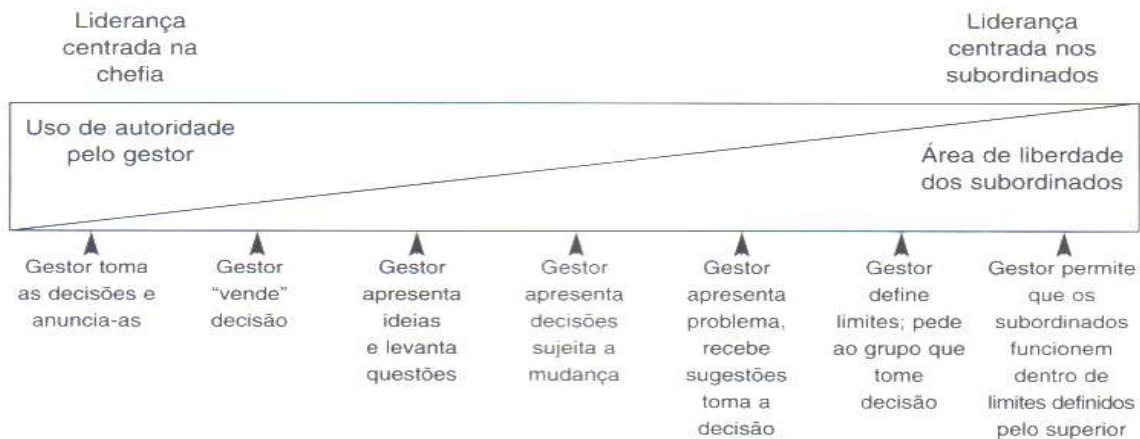 Liderança
centrada na
chefia
Liderança
centrada nos
subordinados
Uso de autoridade
pelo gestor
Área de liberdade
dos subordinados
Gestor toma
as decisões e
anuncia-as
Gestor
"vende"
decisão
Gestor
apresenta
ideias
e levanta
questões
Gestor
apresenta
decisões
sujeita a
mudança
Gestor
apresenta
problema,
recebe
sugestões
toma a
decisão
Gestor
define
limites; pede
ao grupo que
tome
decisão
Gestor permite
que os
subordinados
funcionem
dentro de
limites definidos
pelo superior